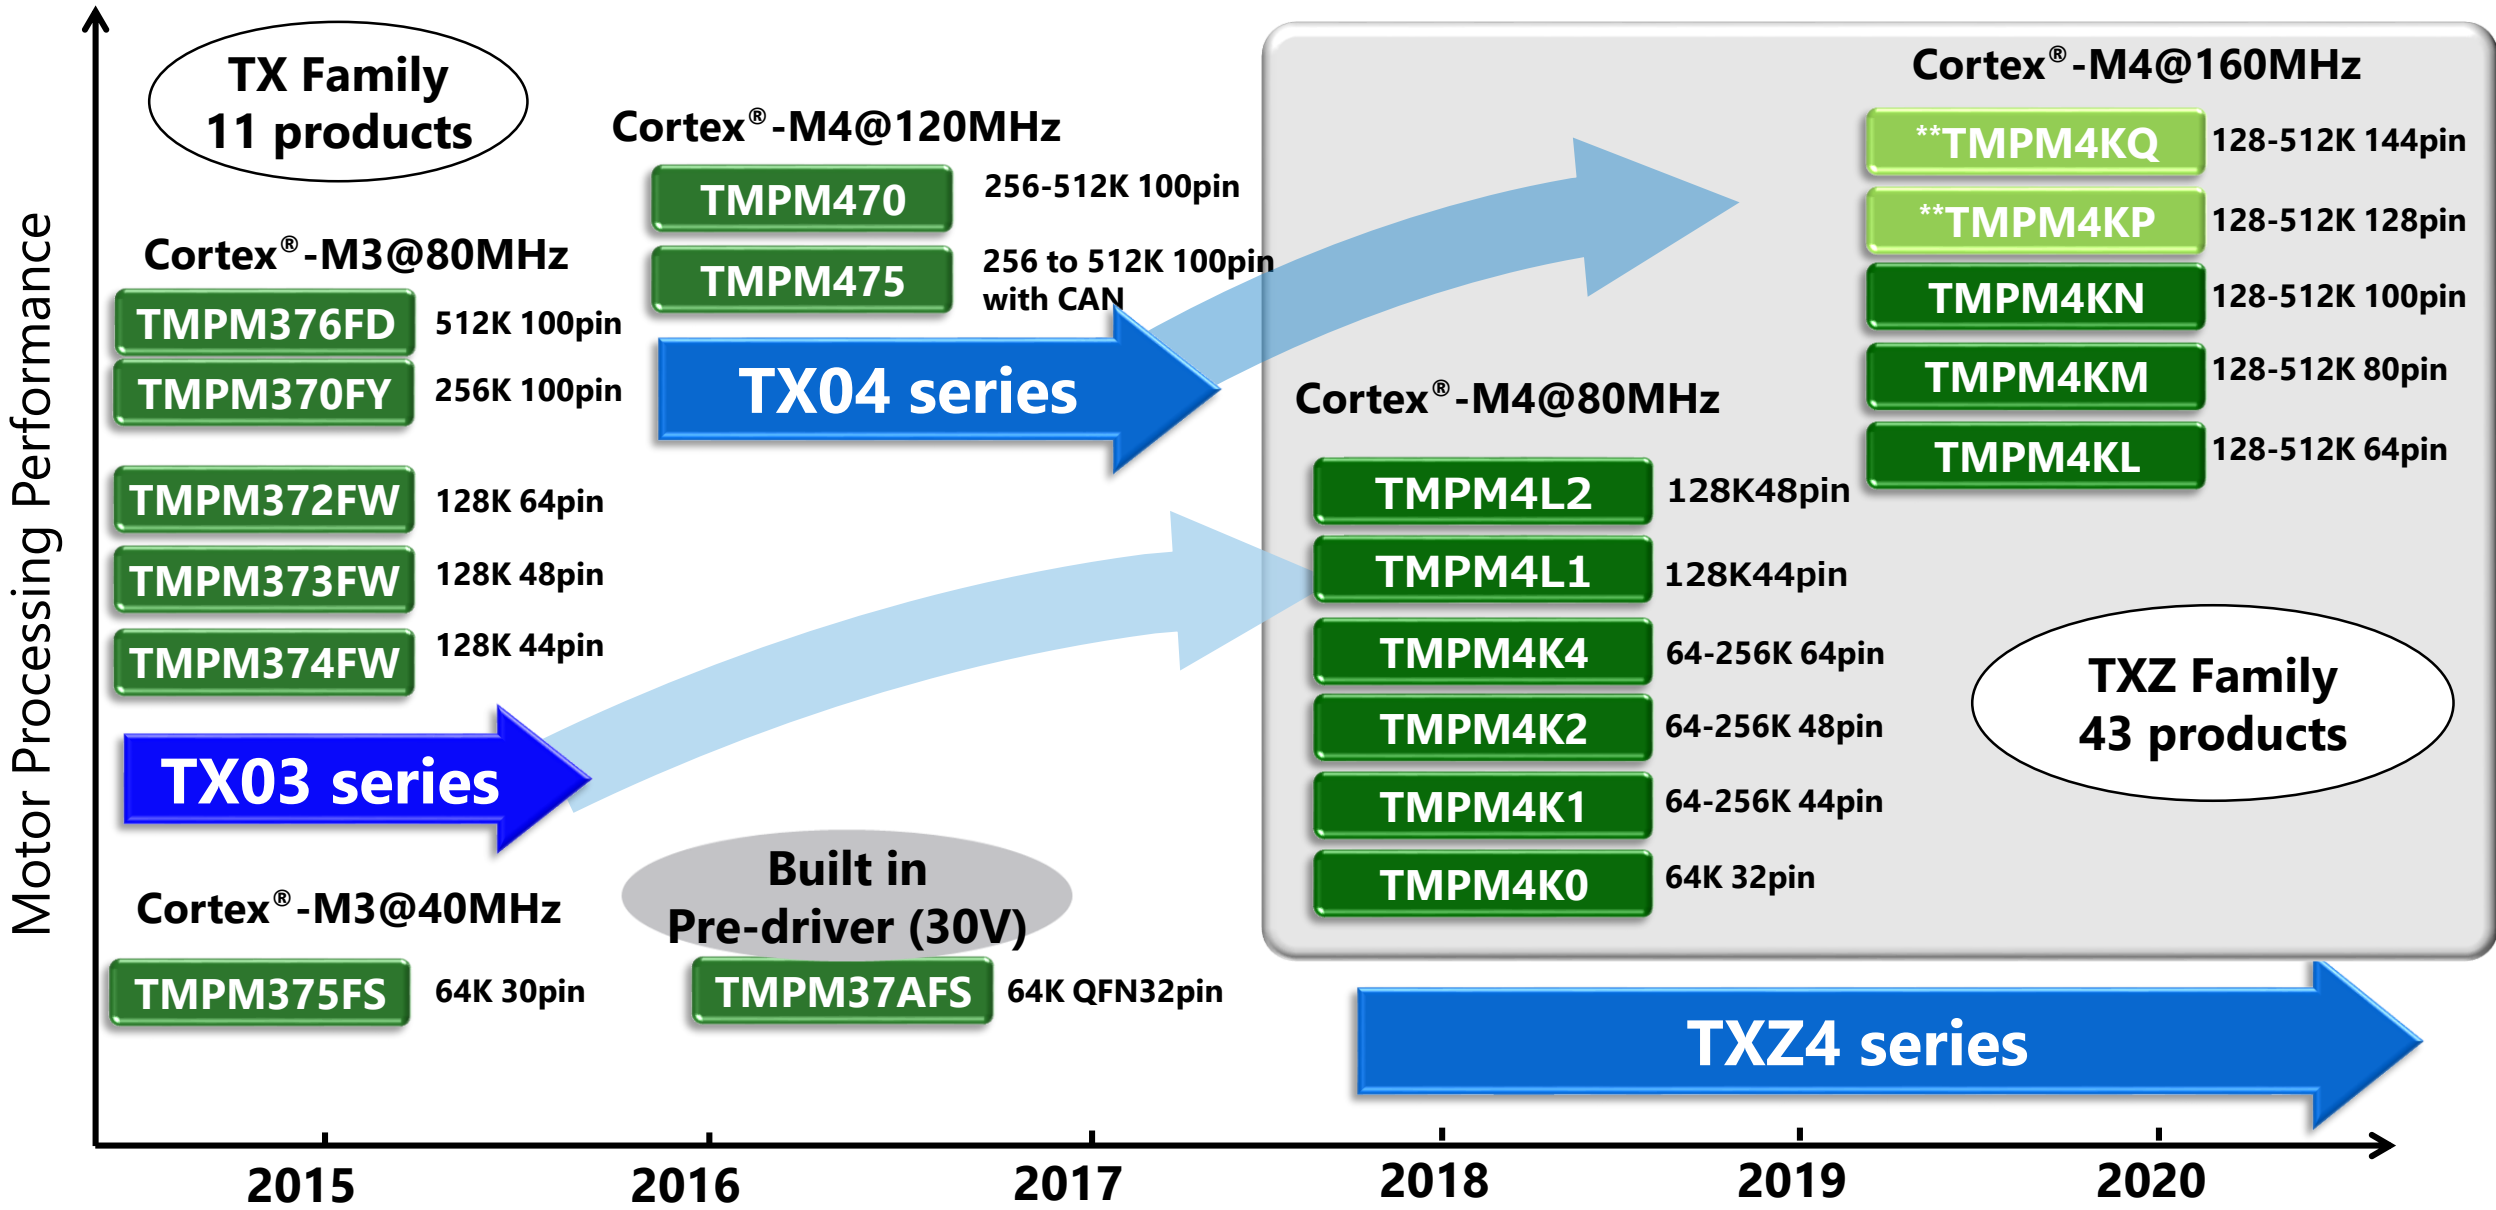 Motor Processing Performance
TX Family
11 products
Cortex®-M3@80MHz
TMPM376FD 512K 100pin
TMPM370FY 256K 100pin
TMPM372FW 128K 64pin
TMPM373FW 128K 48pin
TMPM374FW 128K 44pin
TX03 series
Cortex®-M3@40MHz
TMPM375FS 64K 30pin
Cortex®-M4@120MHz
TMPM470 256-512K 100pin
TMPM475 256 to 512K 100pin
with CAN
TX04 series
Built in
Pre-driver (30V)
TMPM37AFS 64K QFN32pin
Cortex®-M4@80MHz
TMPM4L2 128K48pin
TMPM4L1 128K44pin
TMPM4K4 64-256K 64pin
TMPM4K2 64-256K 48pin
TMPM4K1 64-256K 44pin
TMPM4K0 64K 32pin
Cortex®-M4@160MHz
**TMPM4KQ 128-512K 144pin
**TMPM4KP 128-512K 128pin
TMPM4KN 128-512K 100pin
TMPM4KM 128-512K 80pin
TMPM4KL 128-512K 64pin
TXZ Family
43 products
TXZ4 series
2015 2016 2017 2018 2019 2020